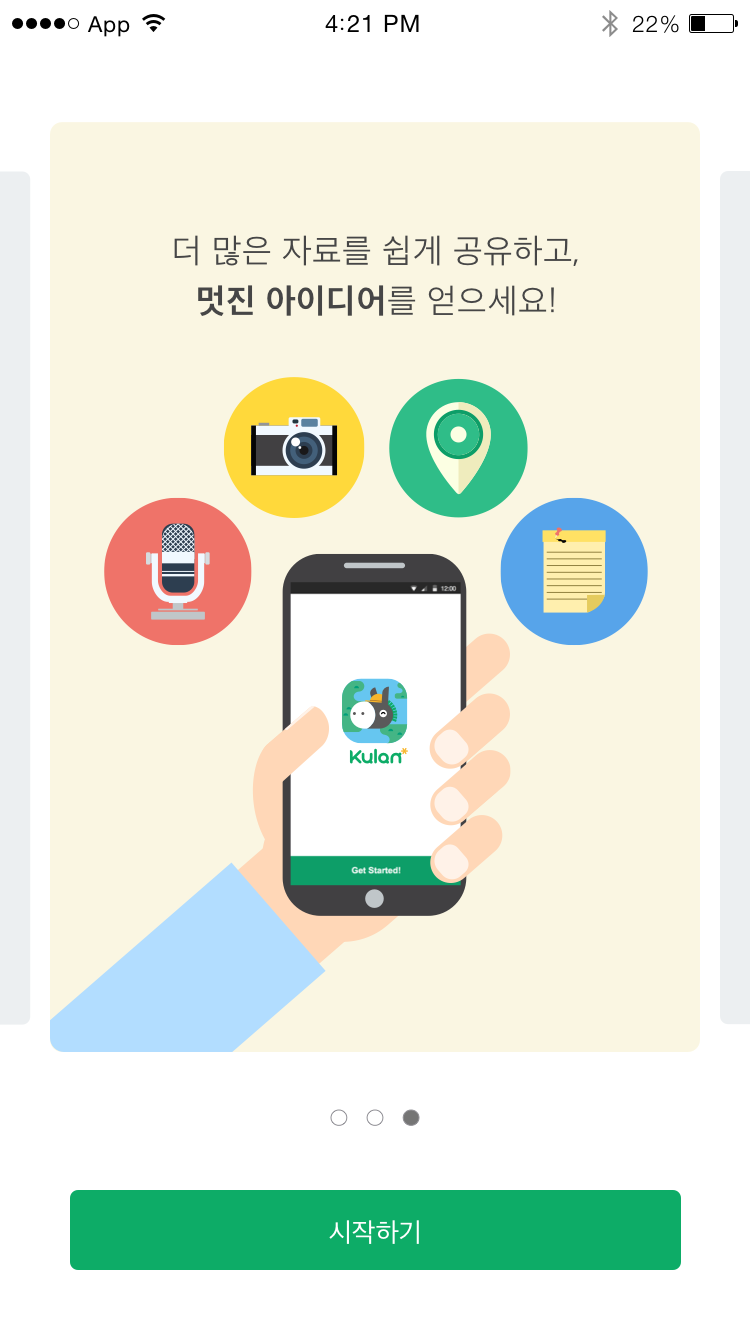 App
4:21 PM
22%
더 많은 자료를 쉽게 공유하고,
멋진 아이디어를 얻으세요!
12:00
Kulan*
Get Started!
시작하기